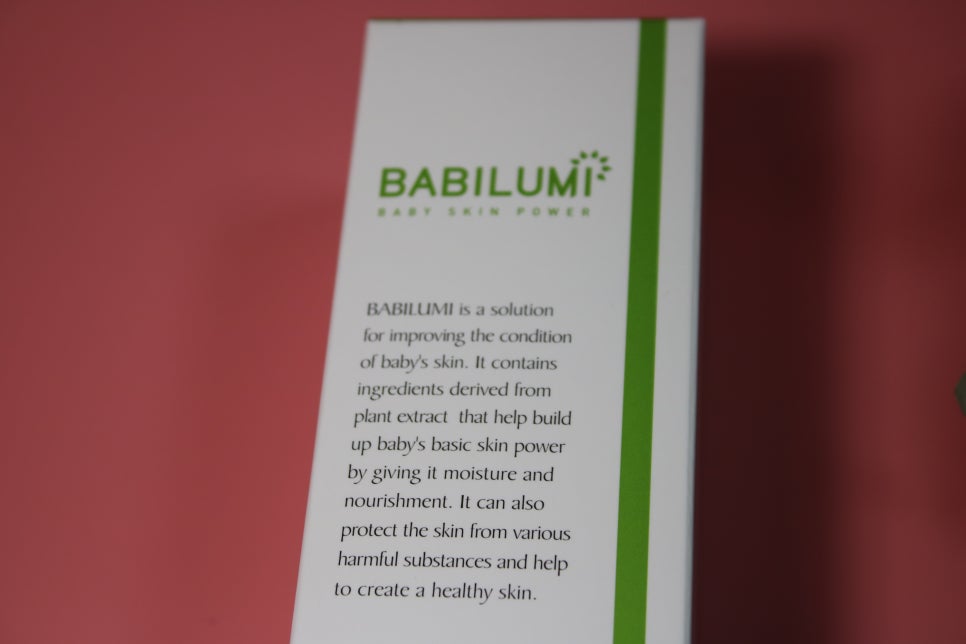 BABILUMI
BABY SKIN POWER
BABILUMI is a solution
for improving the condition
of baby's skin. It contains
ingredients derived from
plant extract  that help build
up baby's basic skin power
by giving it moisture and
nourishment. It can also
protect the skin from various
harmful substances and help
to create a healthy skin.